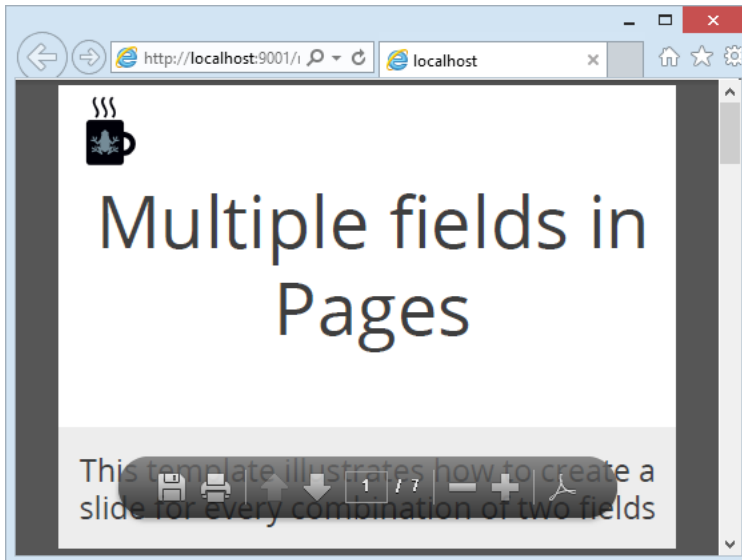 http://localhost:9001/
localhost
Multiple fields in
Pages
This template illustrates how to create a
slide for every combination of two fields
1 / 7